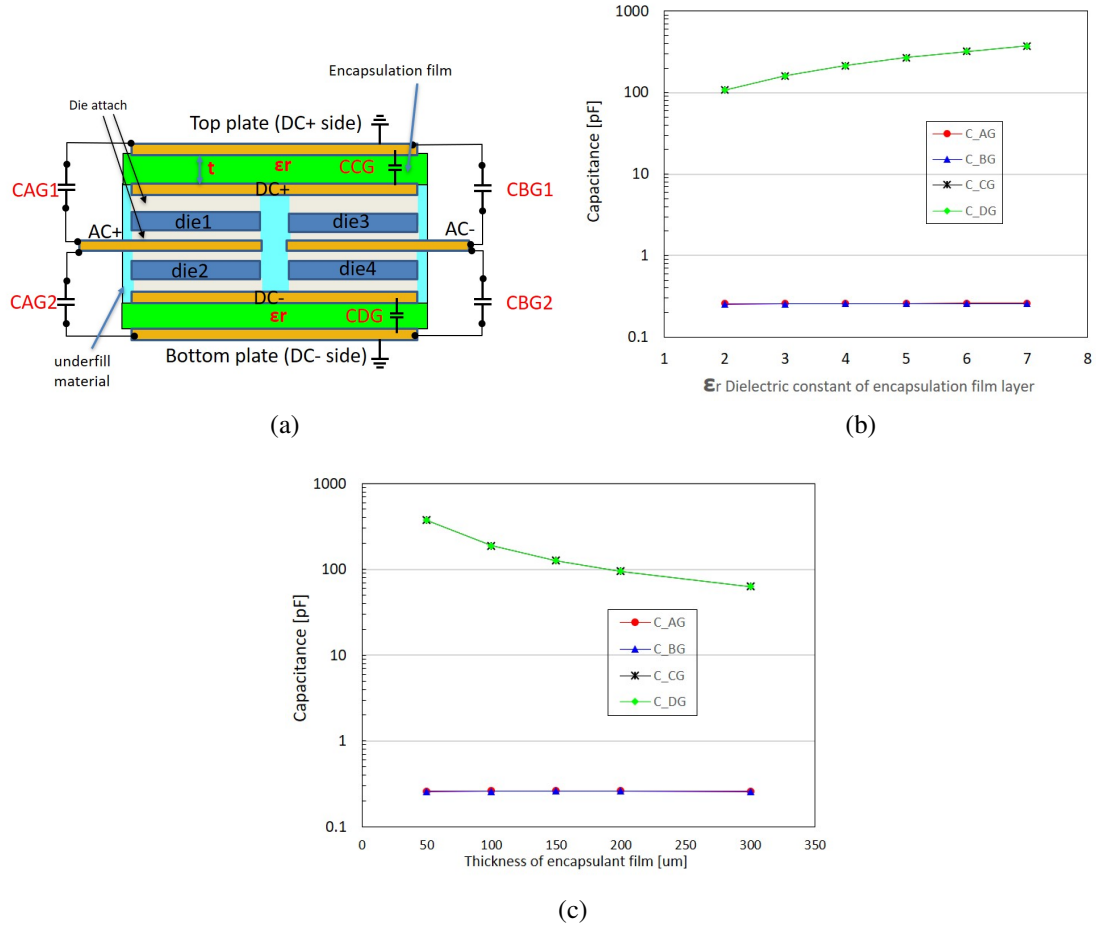 (a)
Encapsulation film
Die attach
Top plate (DC+ side)
t
εr
CCG
CAG1
CBG1
DC+
die1
die3
AC+
AC-
die2
die4
CAG2
CBG2
DC-
εr
CDG
Bottom plate (DC- side)
underfill
material
(a)
1000
100
10
1
0.1
Capacitance [pF]
C_AG
C_BG
C_CG
C_DG
1 2 3 4 5 6 7 8
εr Dielectric constant of encapsulation film layer
(b)
1000
100
10
1
0.1
Capacitance [pF]
C_AG
C_BG
C_CG
C_DG
0 50 100 150 200 250 300 350
Thickness of encapsulant film [um]
(c)